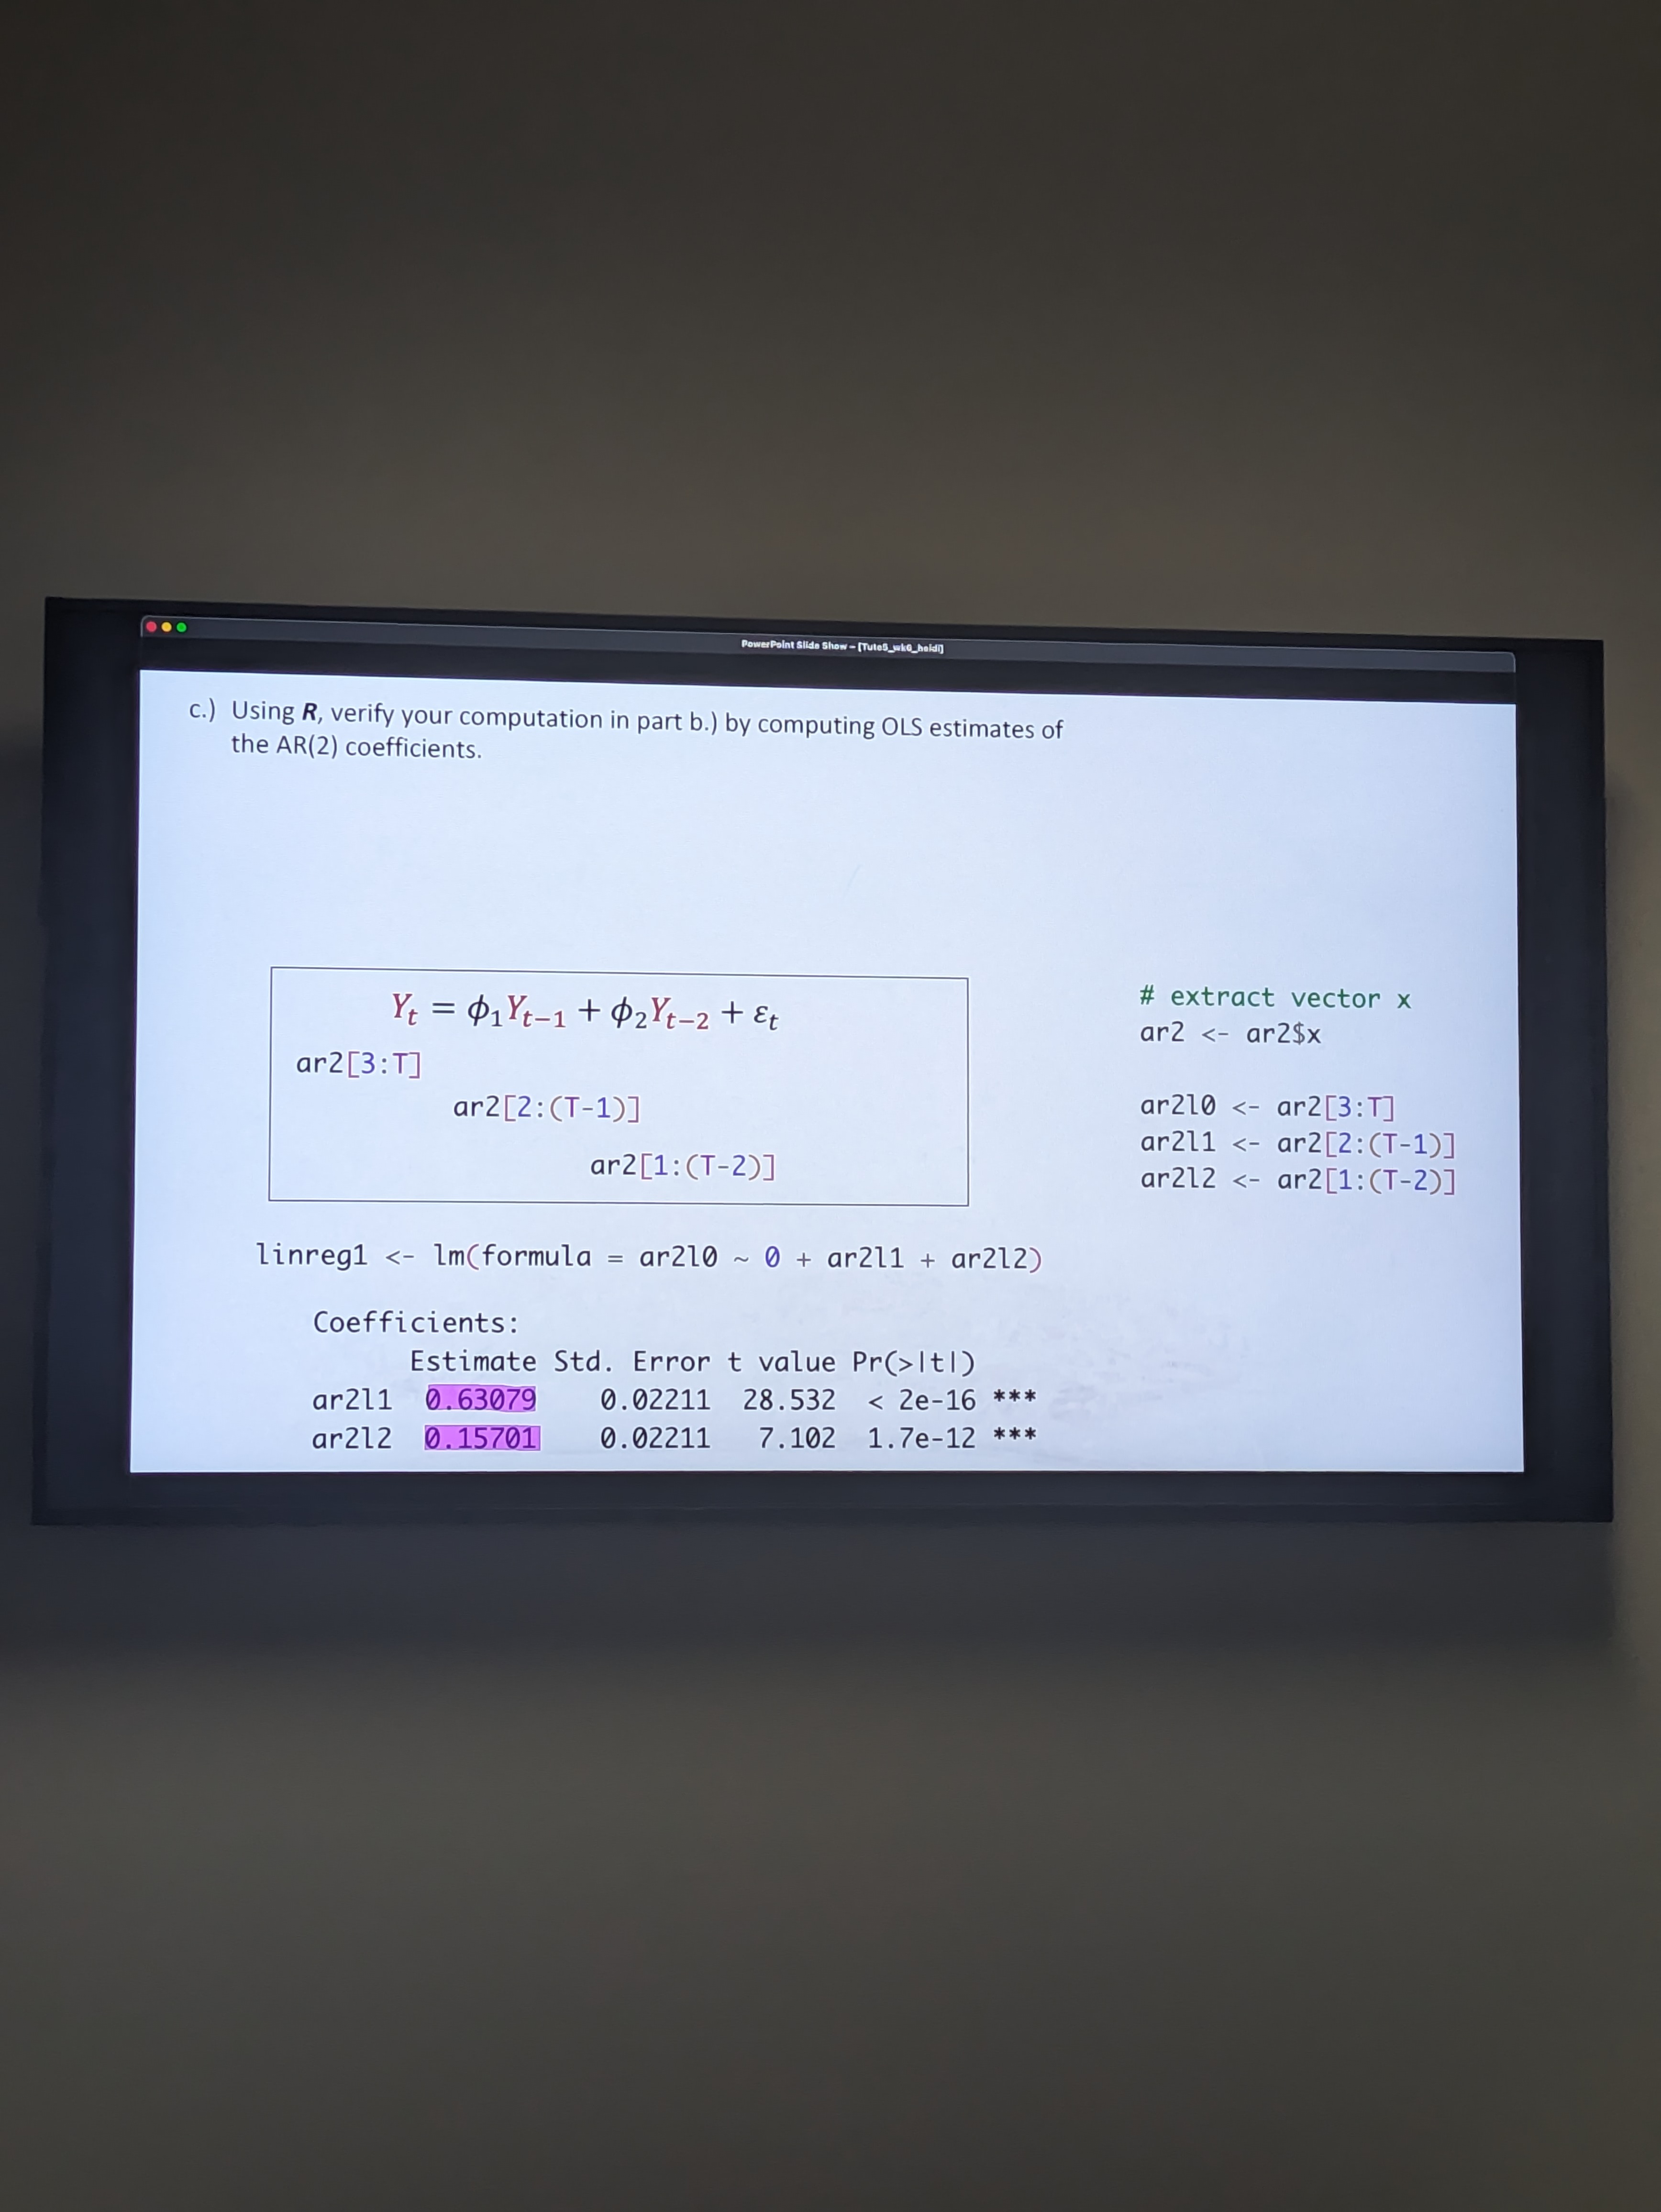 PowerPoint Slide Show – [Tute5_wk6_heidi]
c.) Using R, verify your computation in part b.) by computing OLS estimates of
the AR(2) coefficients.
Yₜ = ϕ₁Yₜ₋₁ + ϕ₂Yₜ₋₂ + εₜ
ar2[3:T]
ar2[2:(T-1)]
ar2[1:(T-2)]
# extract vector x
ar2 <- ar2$x
ar2l0 <- ar2[3:T]
ar2l1 <- ar2[2:(T-1)]
ar2l2 <- ar2[1:(T-2)]
linreg1 <- lm(formula = ar2l0 ~ 0 + ar2l1 + ar2l2)
Coefficients:
Estimate Std. Error t value Pr(>|t|)
ar2l1 0.63079 0.02211 28.532 < 2e-16 ***
ar2l2 0.15701 0.02211 7.102 1.7e-12 ***